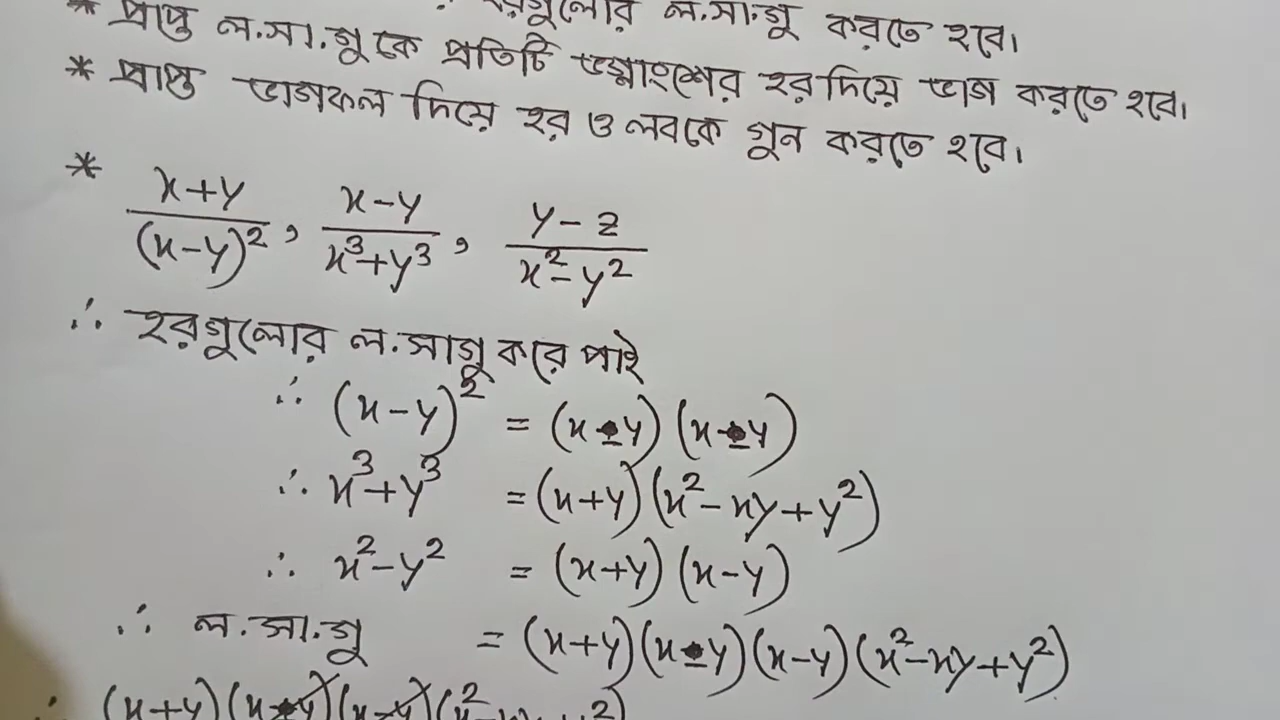 হরগুলোর ল.সা.গু করতে হবে।
* প্রাপ্ত ল.সা.গুকে প্রতিটি ভগ্নাংশের হর দিয়ে ভাগ করতে হবে।
* প্রাপ্ত ভাগফল দিয়ে হর ও লবকে গুন করতে হবে।
* (x+y)/(x-y)², (x-y)/(x³+y³), (y-z)/(x²-y²)
∴ হরগুলোর ল.সাগু করে পাই
∴ (x-y)² = (x-y)(x-y)
∴ x³+y³ = (x+y)(x²-xy+y²)
∴ x²-y² = (x+y)(x-y)
∴ ল.সা.গু = (x+y)(x-y)(x-y)(x²-xy+y²)
∴ (x+y)(x-y)(x-y)(x²